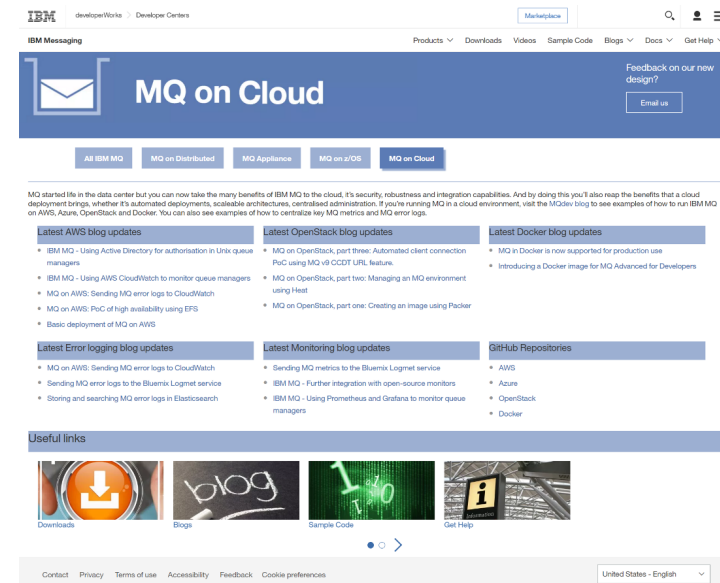 IBM developerWorks Developer Centers Marketplace
IBM Messaging Products Downloads Videos Sample Code Blogs Docs Get Help
MQ on Cloud
Feedback on our new
design?
Email us
All IBM MQ MQ on Distributed MQ Appliance MQ on z/OS MQ on Cloud
MQ started life in the data center but you can now take the many benefits of IBM MQ to the cloud, it's security, robustness and integration capabilities. And by doing this you'll also reap the benefits that a cloud
deployment brings, whether it's automated deployments, scaleable architectures, centralised administration. If you're running MQ in a cloud environment, visit the MQdev blog to see examples of how to run IBM MQ
on AWS, Azure, OpenStack and Docker. You can also see examples of how to centralize key MQ metrics and MQ error logs.
Latest AWS blog updates
IBM MQ - Using Active Directory for authorisation in Unix queue
managers
IBM MQ - Using AWS CloudWatch to monitor queue managers
MQ on AWS: Sending MQ error logs to CloudWatch
MQ on AWS: PoC of high availability using EFS
Basic deployment of MQ on AWS
Latest OpenStack blog updates
MQ on OpenStack, part three: Automated client connection
PoC using MQ v9 CCDT URL feature.
MQ on OpenStack, part two: Managing an MQ environment
using Heat
MQ on OpenStack, part one: Creating an image using Packer
Latest Docker blog updates
MQ in Docker is now supported for production use
Introducing a Docker image for MQ Advanced for Developers
Latest Error logging blog updates
MQ on AWS: Sending MQ error logs to CloudWatch
Sending MQ error logs to the Bluemix Logmet service
Storing and searching MQ error logs in Elasticsearch
Latest Monitoring blog updates
Sending MQ metrics to the Bluemix Logmet service
IBM MQ - Further integration with open-source monitors
IBM MQ - Using Prometheus and Grafana to monitor queue
managers
GitHub Repositories
AWS
Azure
OpenStack
Docker
Useful links
blog
1 0
i
Information
Downloads Blogs Sample Code Get Help
Contact Privacy Terms of use Accessibility Feedback Cookie preferences United States - English